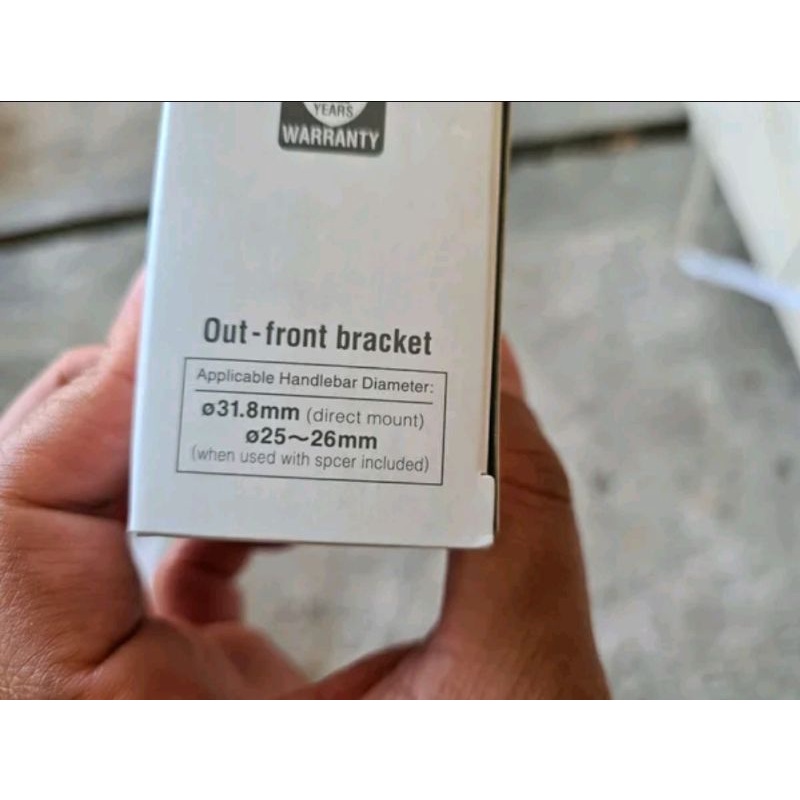 YEARS
WARRANTY
Out-front bracket
Applicable Handlebar Diameter:
ø31.8mm (direct mount)
ø25～26mm
(when used with spcer included)